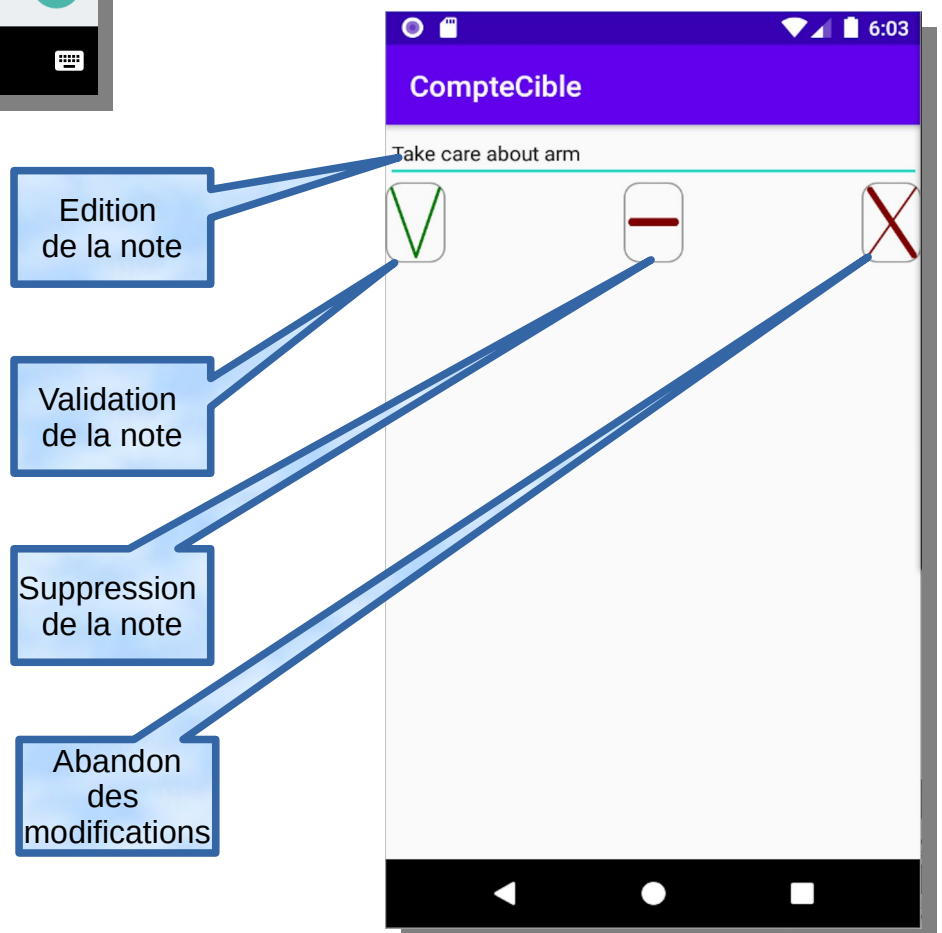 6:03
CompteCible
Take care about arm
Edition
de la note
Validation
de la note
Suppression
de la note
Abandon
des
modifications